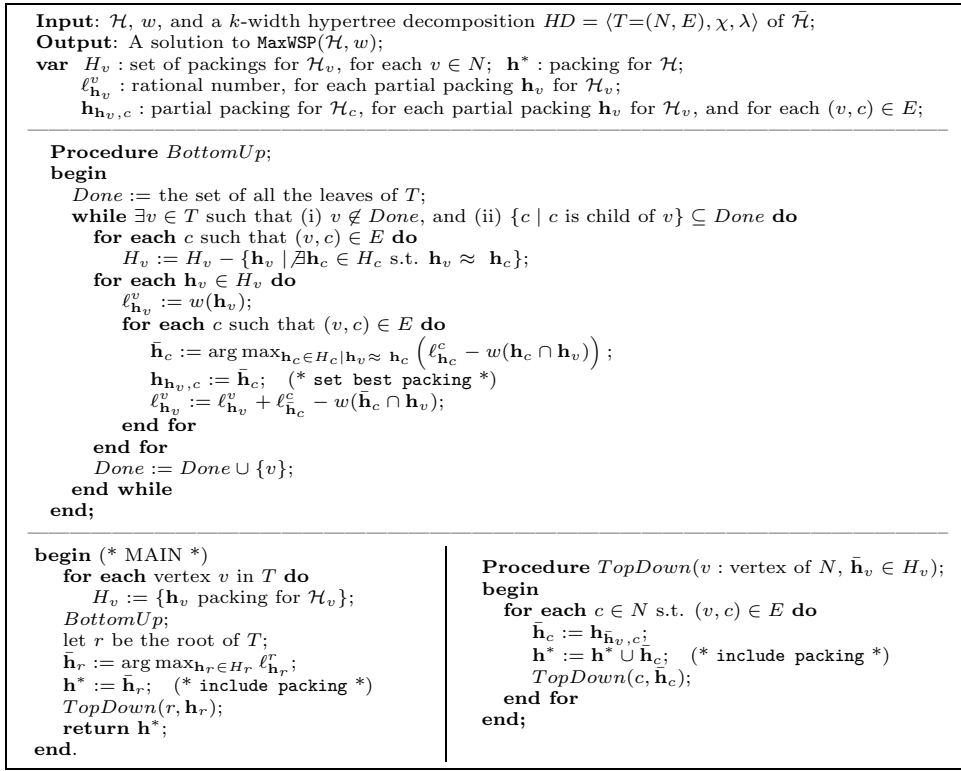 Input: ℋ, w, and a k-width hypertree decomposition HD = ⟨T=(N, E), χ, λ⟩ of ℋ̄;
Output: A solution to MaxWSP(ℋ, w);
var H_v : set of packings for ℋ_v, for each v ∈ N; h* : packing for ℋ;
ℓ^v_{h_v} : rational number, for each partial packing h_v for ℋ_v;
h_{h_v,c} : partial packing for ℋ_c, for each partial packing h_v for ℋ_v, and for each (v, c) ∈ E;
Procedure BottomUp;
begin
Done := the set of all the leaves of T;
while ∃v ∈ T such that (i) v ∉ Done, and (ii) {c | c is child of v} ⊆ Done do
for each c such that (v, c) ∈ E do
H_v := H_v − {h_v | ∄h_c ∈ H_c s.t. h_v ≈ h_c};
for each h_v ∈ H_v do
ℓ^v_{h_v} := w(h_v);
for each c such that (v, c) ∈ E do
h̄_c := arg max_{h_c∈H_c|h_v≈ h_c} (ℓ^c_{h_c} − w(h_c ∩ h_v)) ;
h_{h_v,c} := h̄_c; (* set best packing *)
ℓ^v_{h_v} := ℓ^v_{h_v} + ℓ^c_{h̄_c} − w(h̄_c ∩ h_v);
end for
end for
Done := Done ∪ {v};
end while
end;
begin (* MAIN *)
for each vertex v in T do
H_v := {h_v packing for ℋ_v};
BottomUp;
let r be the root of T;
h̄_r := arg max_{h_r∈H_r} ℓ^r_{h_r};
h* := h̄_r; (* include packing *)
TopDown(r, h̄_r);
return h*;
end.
Procedure TopDown(v : vertex of N, h̄_v ∈ H_v);
begin
for each c ∈ N s.t. (v, c) ∈ E do
h̄_c := h_{h̄_v,c};
h* := h* ∪ h̄_c; (* include packing *)
TopDown(c, h̄_c);
end for
end;